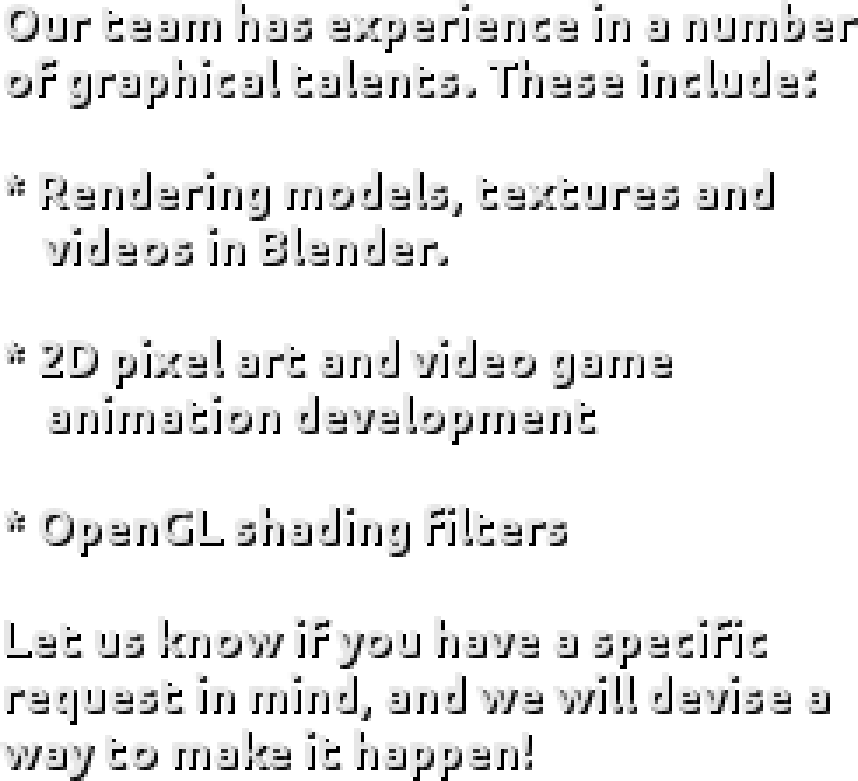 Our team has experience in a number
of graphical talents. These include:
* Rendering models, textures and
videos in Blender.
* 2D pixel art and video game
animation development
* OpenGL shading filters
Let us know if you have a specific
request in mind, and we will devise a
way to make it happen!